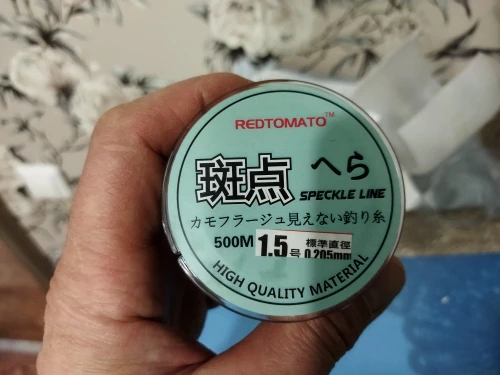 REDTOMATO™
斑点 へら
SPECKLE LINE
カモフラージュ見えない釣り糸
500M 1.5号 標準直徑
0.205mm
HIGH QUALITY MATERIAL